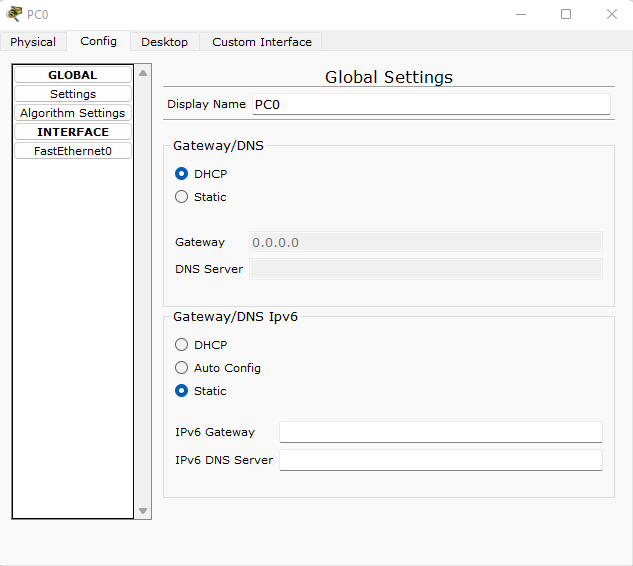 PC0
Physical Config Desktop Custom Interface
GLOBAL
Settings
Algorithm Settings
INTERFACE
FastEthernet0
Global Settings
Display Name PC0
Gateway/DNS
DHCP
Static
Gateway 0.0.0.0
DNS Server
Gateway/DNS Ipv6
DHCP
Auto Config
Static
IPv6 Gateway
IPv6 DNS Server